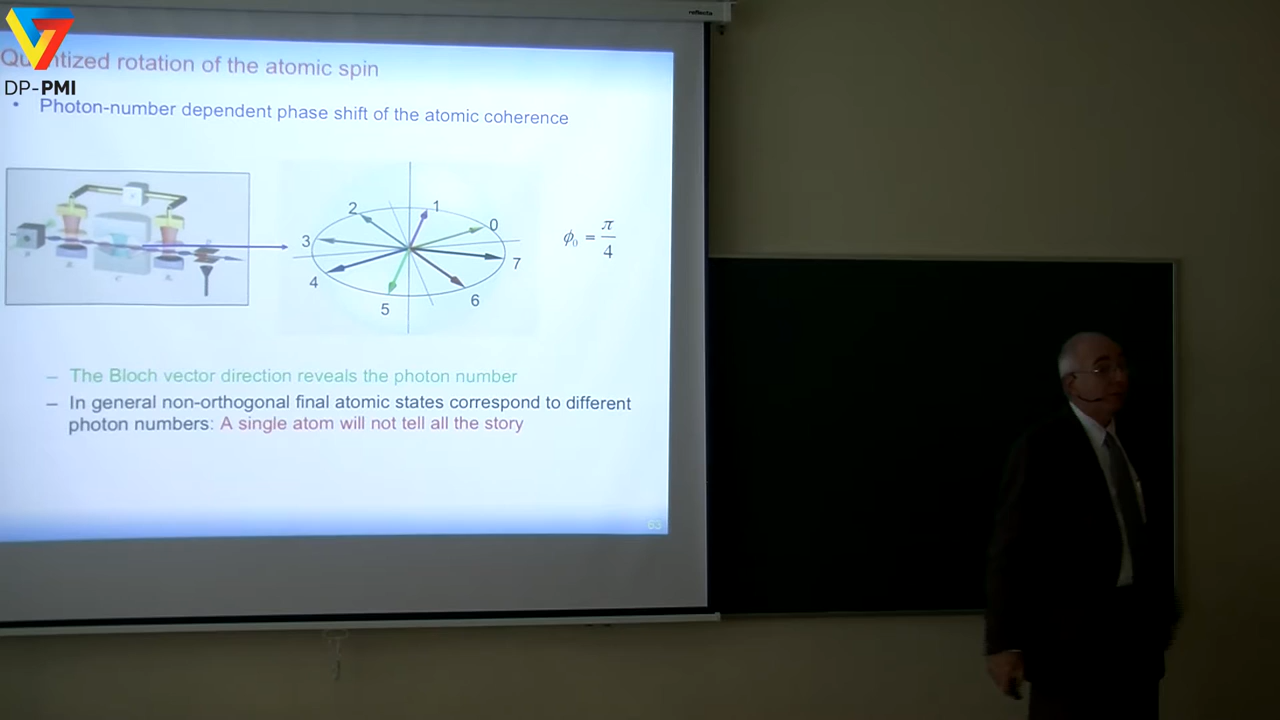 reflecta
Quantized rotation of the atomic spin
DP-PMI
• Photon-number dependent phase shift of the atomic coherence
2
1
0
3
7
4
6
5
ϕ₀ = π/4
– The Bloch vector direction reveals the photon number
– In general non-orthogonal final atomic states correspond to different
photon numbers: A single atom will not tell all the story
63